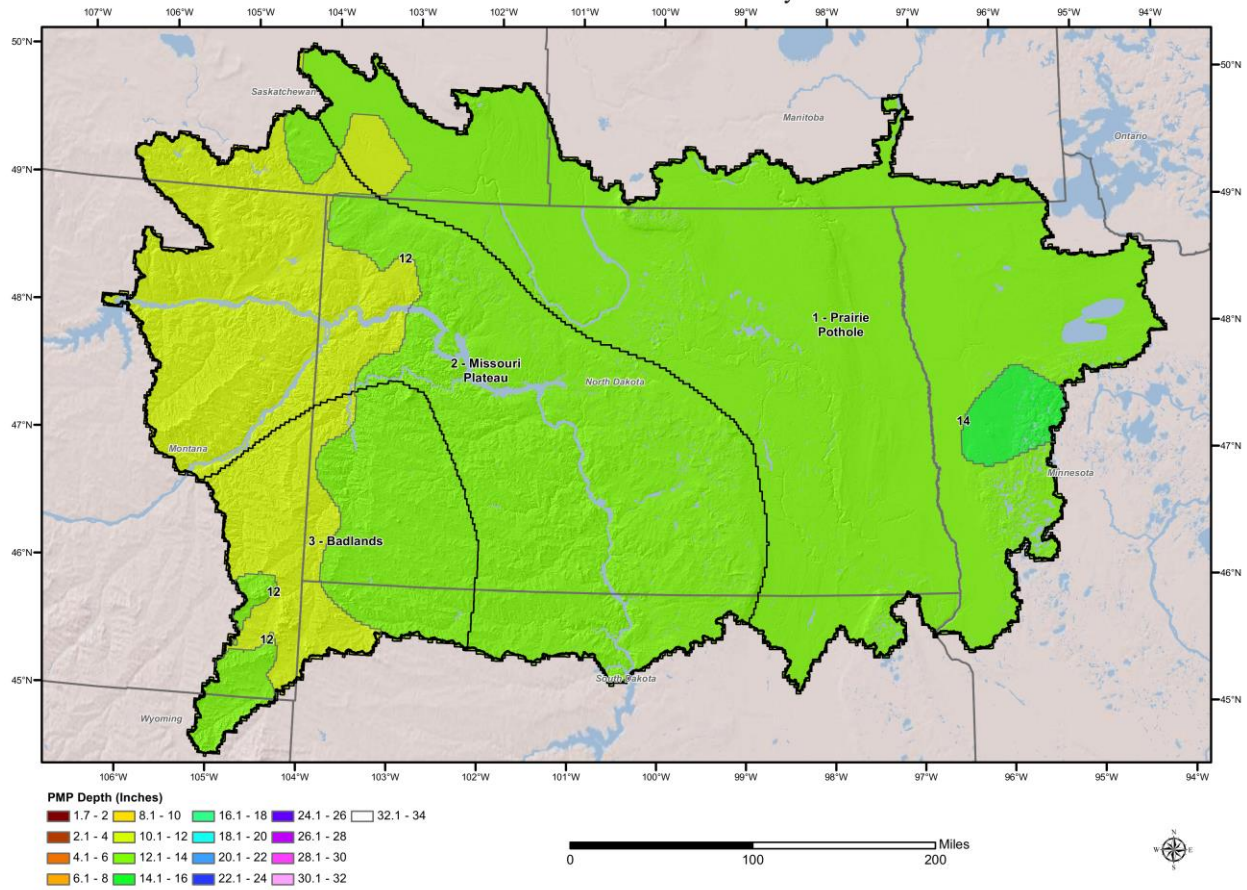 107°W 106°W 105°W 104°W 103°W 102°W 101°W 100°W 99°W 98°W 97°W 96°W 95°W 94°W
50°N
50°N
Saskatchewan
Manitoba
Ontario
49°N
49°N
12
48°N
48°N
1 - Prairie
Pothole
2 - Missouri
Plateau
North Dakota
47°N
14
47°N
Montana
Minnesota
46°N
3 - Badlands
46°N
12
12
45°N
South Dakota
45°N
Wyoming
106°W 105°W 104°W 103°W 102°W 101°W 100°W 99°W 98°W 97°W 96°W 95°W 94°W
PMP Depth (Inches)
1.7 - 2 8.1 - 10 16.1 - 18 24.1 - 26 32.1 - 34
2.1 - 4 10.1 - 12 18.1 - 20 26.1 - 28
4.1 - 6 12.1 - 14 20.1 - 22 28.1 - 30
6.1 - 8 14.1 - 16 22.1 - 24 30.1 - 32
Miles
0 100 200
N
W E
S